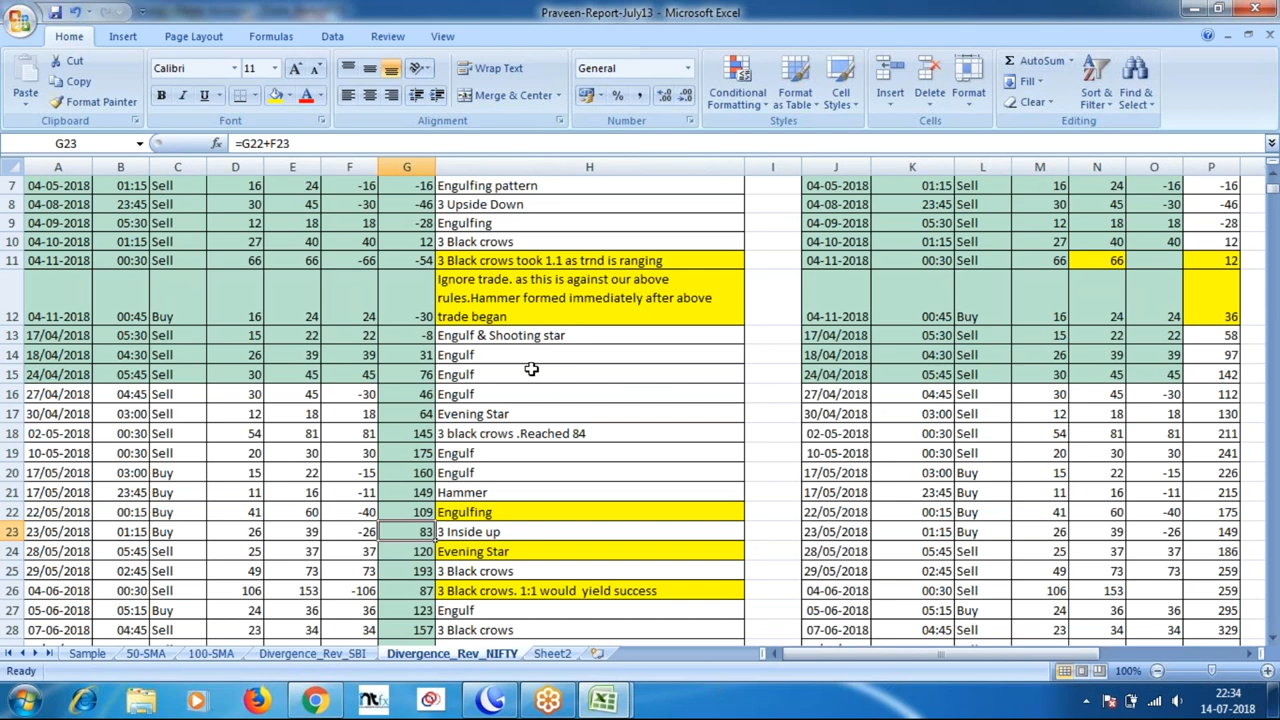 Praveen-Report-July13 - Microsoft Excel
Home Insert Page Layout Formulas Data Review View
Paste Cut Calibri 11 Wrap Text General Conditional Formatting Format as Table Cell Styles Insert Delete Format AutoSum Sort & Filter Find & Select
Copy Fill
Format Painter B I U A Merge & Center % , Clear
Clipboard Font Alignment Number Styles Cells Editing
G23 fx =G22+F23
A B C D E F G H I J K L M N O P
7 04-05-2018 01:15 Sell 16 24 -16 -16 Engulfing pattern 04-05-2018 01:15 Sell 16 24 -16 -16
8 04-08-2018 23:45 Sell 30 45 -30 -46 3 Upside Down 04-08-2018 23:45 Sell 30 45 -30 -46
9 04-09-2018 05:30 Sell 12 18 18 -28 Engulfing 04-09-2018 05:30 Sell 12 18 18 -28
10 04-10-2018 01:15 Sell 27 40 40 12 3 Black crows 04-10-2018 01:15 Sell 27 40 40 12
11 04-11-2018 00:30 Sell 66 66 -66 -54 3 Black crows took 1.1 as trnd is ranging 04-11-2018 00:30 Sell 66 66 12
Ignore trade. as this is against our above
rules.Hammer formed immediately after above
12 04-11-2018 00:45 Buy 16 24 24 -30 trade began 04-11-2018 00:45 Buy 16 24 24 36
13 17/04/2018 05:30 Sell 15 22 22 -8 Engulf & Shooting star 17/04/2018 05:30 Sell 15 22 22 58
14 18/04/2018 04:30 Sell 26 39 39 31 Engulf 18/04/2018 04:30 Sell 26 39 39 97
15 24/04/2018 05:45 Sell 30 45 45 76 Engulf 24/04/2018 05:45 Sell 30 45 45 142
16 27/04/2018 04:45 Sell 30 45 -30 46 Engulf 27/04/2018 04:45 Sell 30 45 -30 112
17 30/04/2018 03:00 Sell 12 18 18 64 Evening Star 30/04/2018 03:00 Sell 12 18 18 130
18 02-05-2018 00:30 Sell 54 81 81 145 3 black crows .Reached 84 02-05-2018 00:30 Sell 54 81 81 211
19 10-05-2018 00:30 Sell 20 30 30 175 Engulf 10-05-2018 00:30 Sell 20 30 30 241
20 17/05/2018 03:00 Buy 15 22 -15 160 Engulf 17/05/2018 03:00 Buy 15 22 -15 226
21 17/05/2018 23:45 Buy 11 16 -11 149 Hammer 17/05/2018 23:45 Buy 11 16 -11 215
22 22/05/2018 00:15 Buy 41 60 -40 109 Engulfing 22/05/2018 00:15 Buy 41 60 -40 175
23 23/05/2018 01:15 Buy 26 39 -26 83 3 Inside up 23/05/2018 01:15 Buy 26 39 -26 149
24 28/05/2018 05:45 Sell 25 37 37 120 Evening Star 28/05/2018 05:45 Sell 25 37 37 186
25 29/05/2018 02:45 Sell 49 73 73 193 3 Black crows 29/05/2018 02:45 Sell 49 73 73 259
26 04-06-2018 00:30 Sell 106 153 -106 87 3 Black crows. 1:1 would yield success 04-06-2018 00:30 Sell 106 153 259
27 05-06-2018 05:15 Buy 24 36 36 123 Engulf 05-06-2018 05:15 Buy 24 36 36 295
28 07-06-2018 04:45 Sell 23 34 34 157 3 Black crows 07-06-2018 04:45 Sell 23 34 34 329
Sample 50-SMA 100-SMA Divergence_Rev_SBI Divergence_Rev_NIFTY Sheet2
Ready 100%
ntfx 22:34
14-07-2018